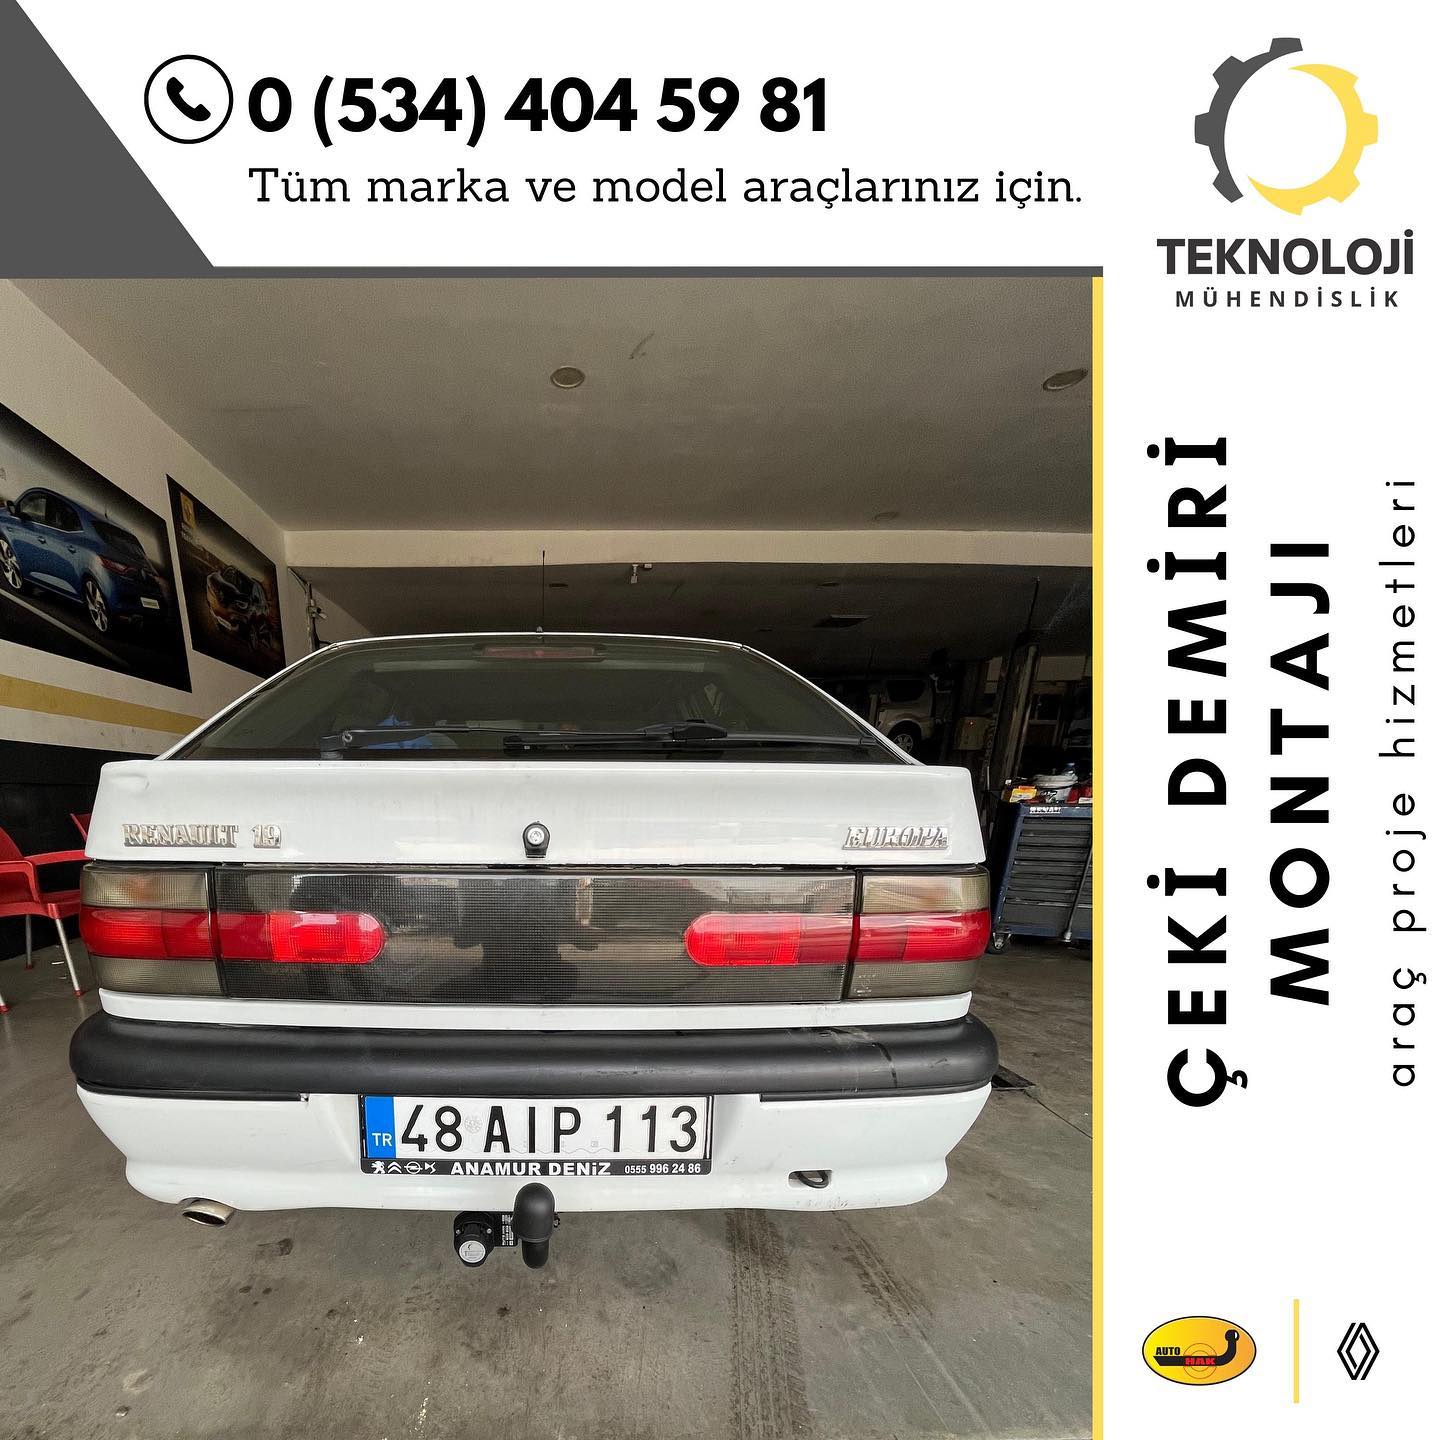 0 (534) 404 59 81
Tüm marka ve model araçlarınız için.
TEKNOLOJİ
MÜHENDİSLİK
ÇEKİ DEMİRİ
MONTAJI
araç proje hizmetleri
RENAULT 19
EUROPA
TR 48 AIP 113
ANAMUR DENİZ 0555 996 24 86
AUTO
HAK